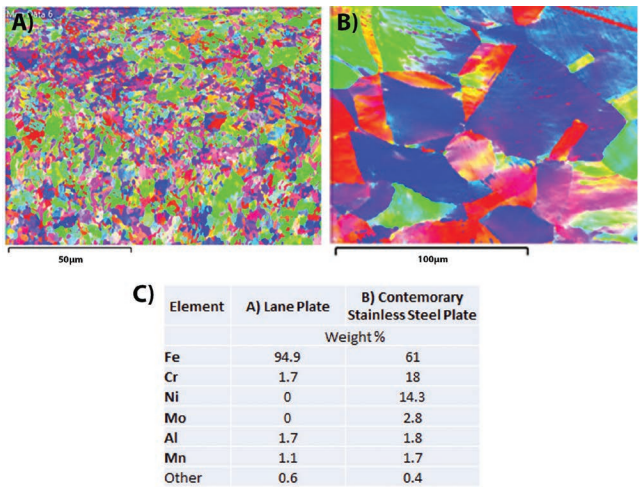 A)
B)
50µm
100µm
C)
Element A) Lane Plate B) Contemorary Stainless Steel Plate
Weight %
Fe 94.9 61
Cr 1.7 18
Ni 0 14.3
Mo 0 2.8
Al 1.7 1.8
Mn 1.1 1.7
Other 0.6 0.4